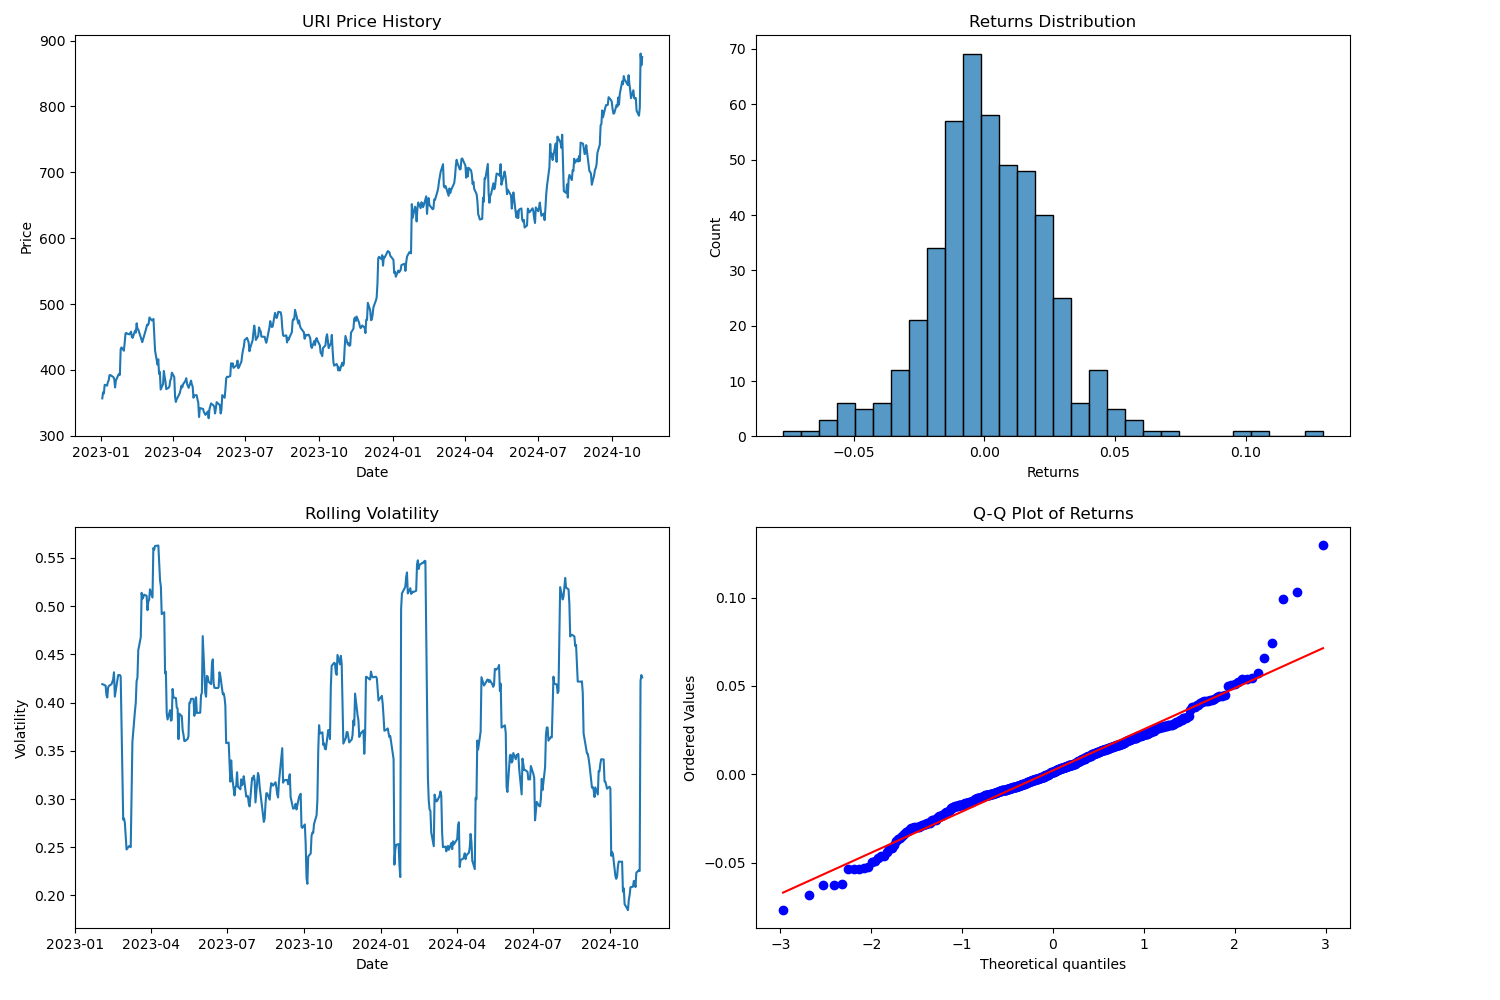 URI Price History
900
800
700
600
500
400
300
Price
2023-01 2023-04 2023-07 2023-10 2024-01 2024-04 2024-07 2024-10
Date
Returns Distribution
70
60
50
40
30
20
10
0
Count
−0.05 0.00 0.05 0.10
Returns
Rolling Volatility
0.55
0.50
0.45
0.40
0.35
0.30
0.25
0.20
Volatility
2023-01 2023-04 2023-07 2023-10 2024-01 2024-04 2024-07 2024-10
Date
Q-Q Plot of Returns
0.10
0.05
0.00
−0.05
Ordered Values
−3 −2 −1 0 1 2 3
Theoretical quantiles